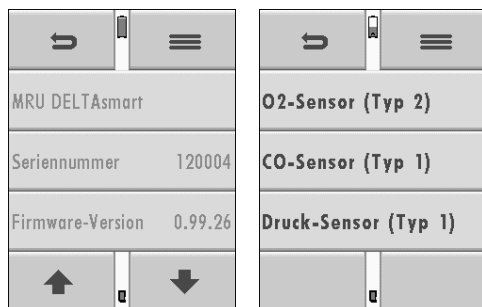 MRU DELTAsmart
Seriennummer 120004
Firmware-Version 0.99.26
O2-Sensor (Typ 2)
CO-Sensor (Typ 1)
Druck-Sensor (Typ 1)